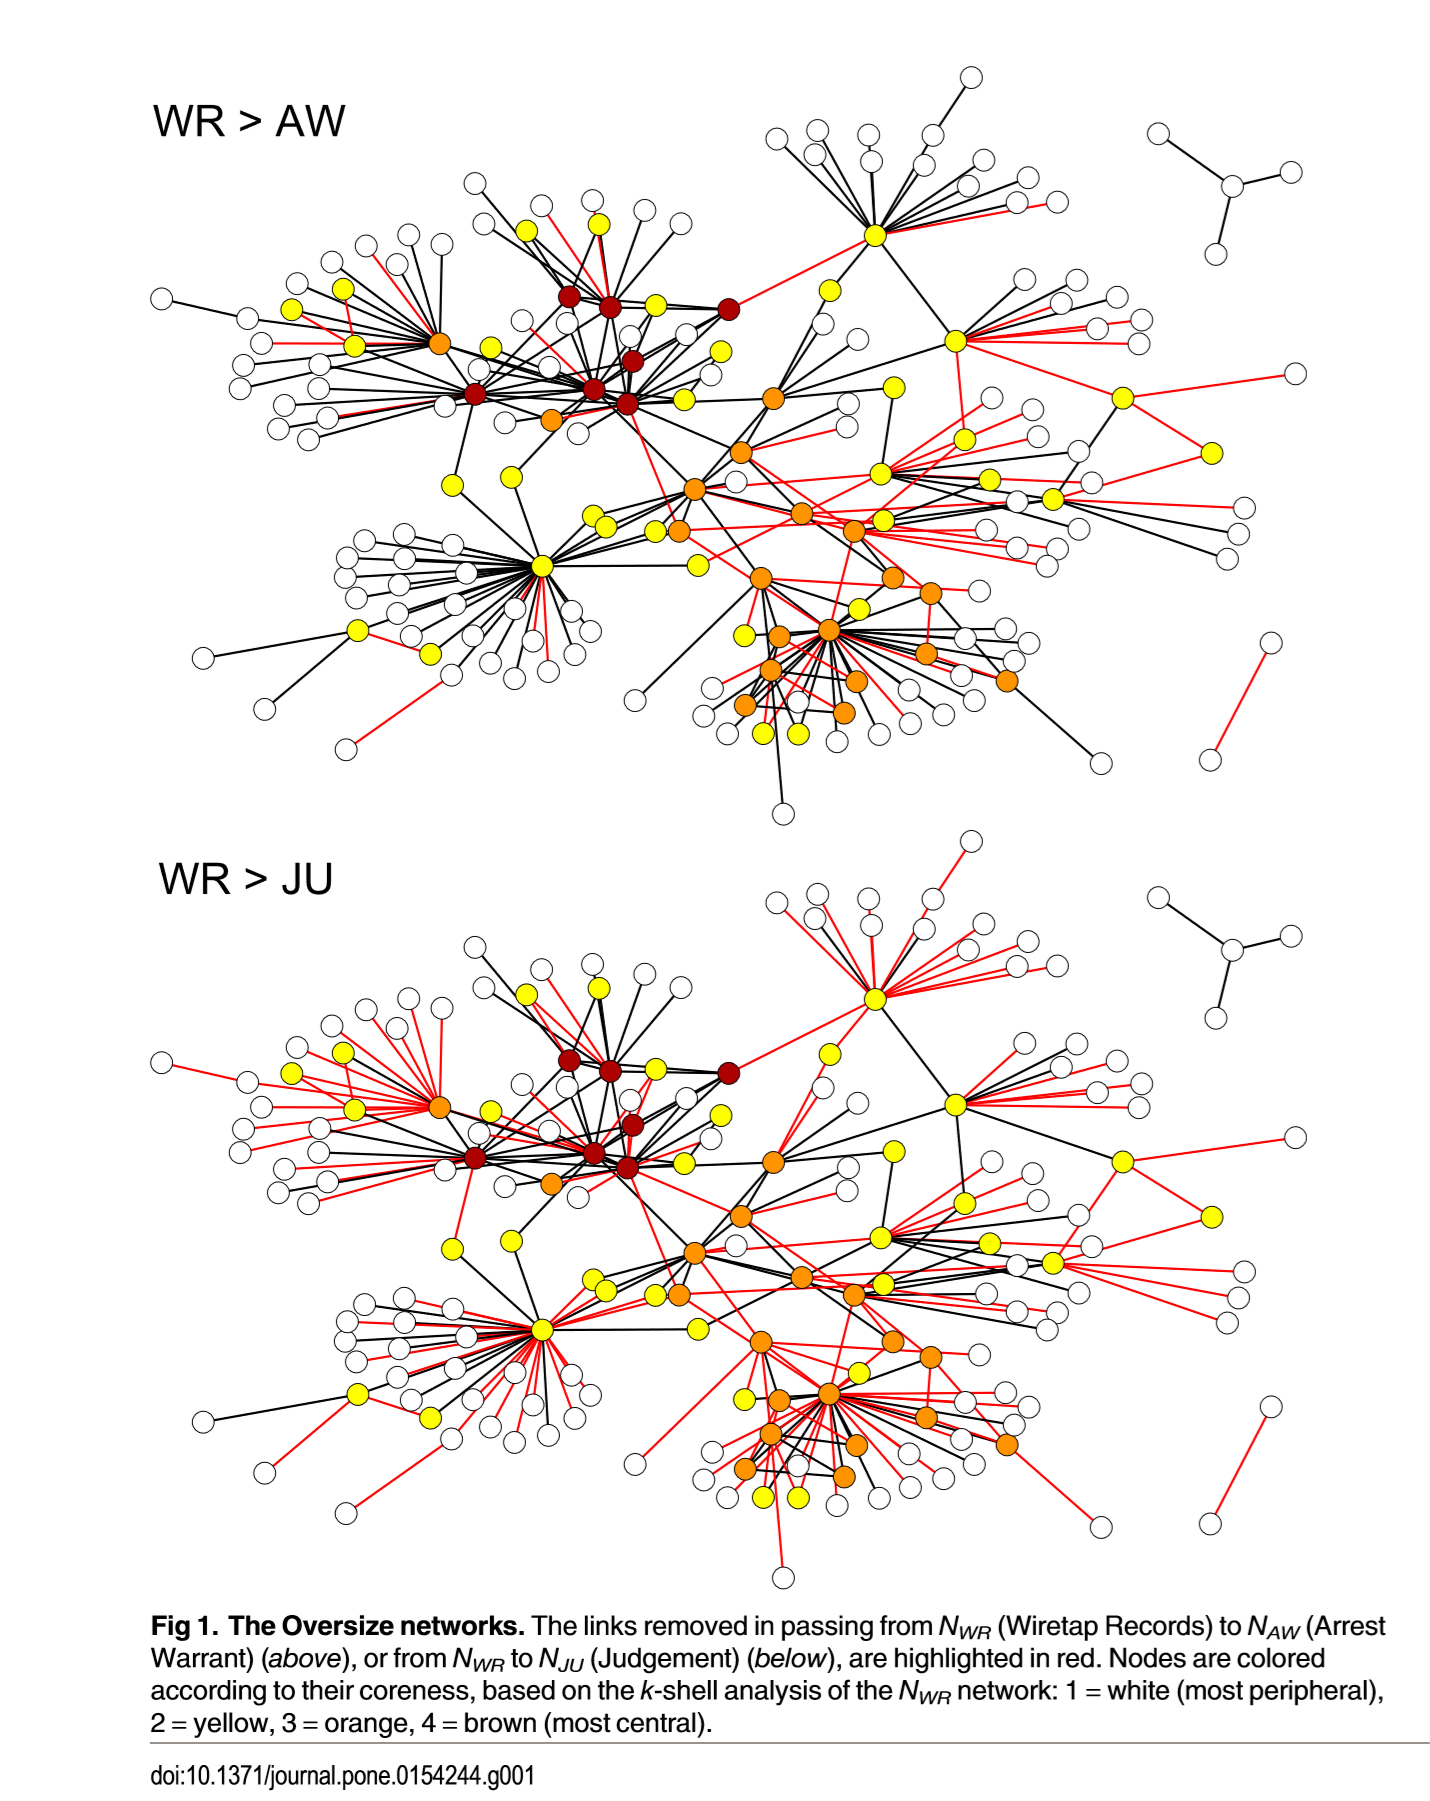 WR > AW
WR > JU
Fig 1. The Oversize networks. The links removed in passing from NWR (Wiretap Records) to NAW (Arrest
Warrant) (above), or from NWR to NJU (Judgement) (below), are highlighted in red. Nodes are colored
according to their coreness, based on the k-shell analysis of the NWR network: 1 = white (most peripheral),
2 = yellow, 3 = orange, 4 = brown (most central).
doi:10.1371/journal.pone.0154244.g001